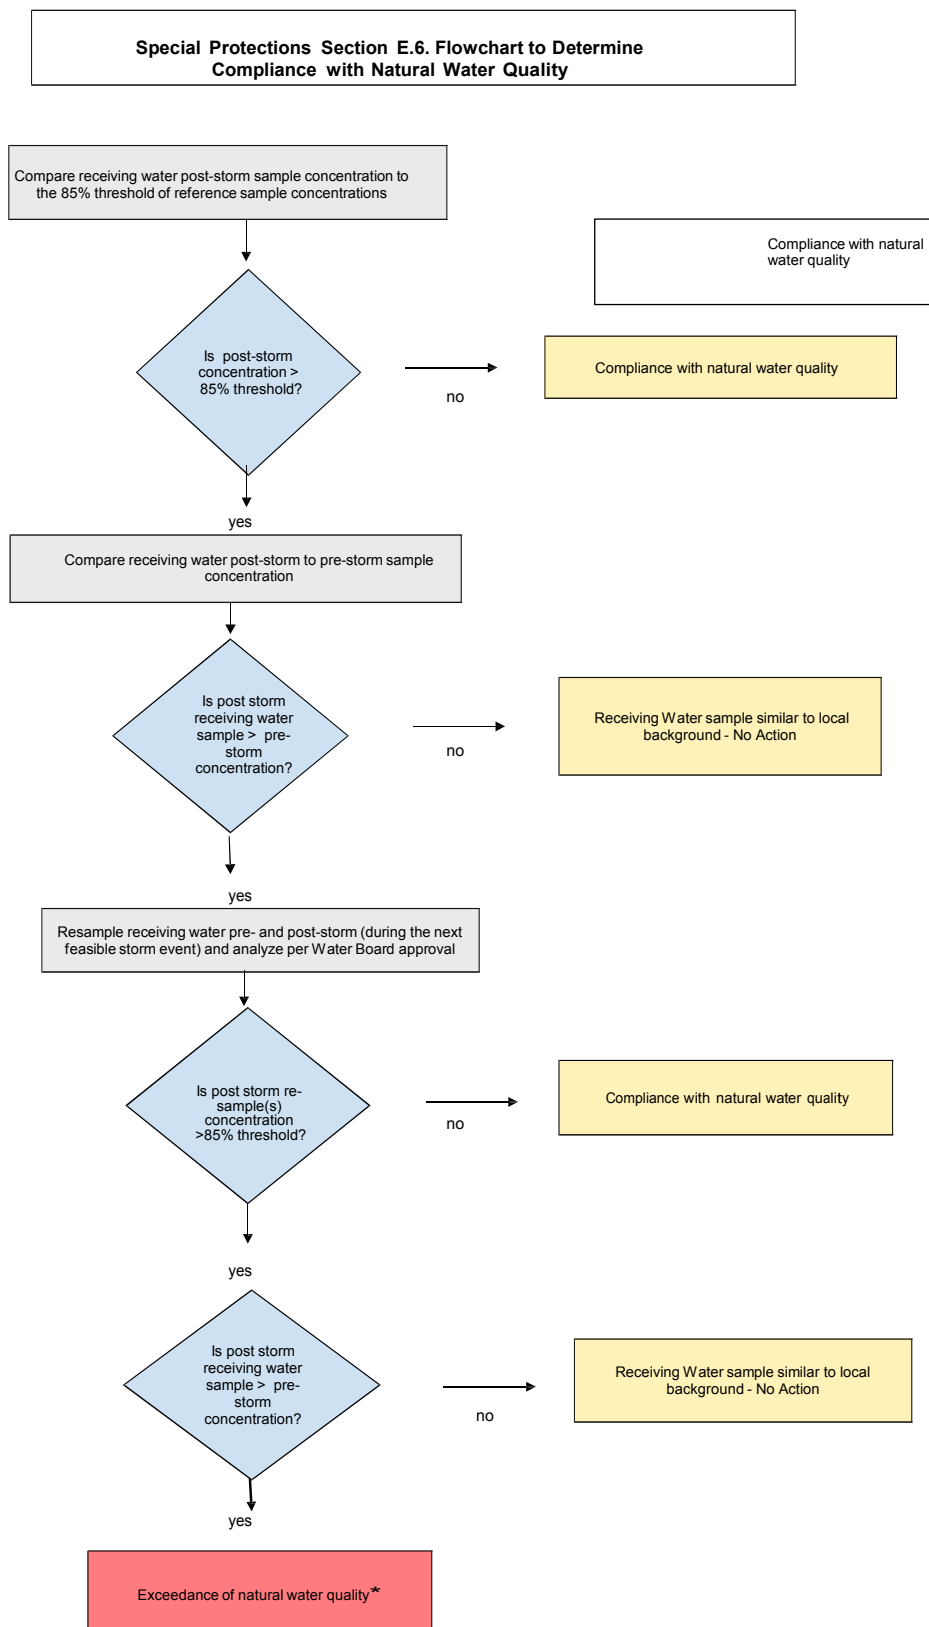 Special Protections Section E.6. Flowchart to Determine
Compliance with Natural Water Quality
Compare receiving water post-storm sample concentration to
the 85% threshold of reference sample concentrations
Compliance with natural
water quality
Is post-storm
concentration >
85% threshold?
no
Compliance with natural water quality
yes
Compare receiving water post-storm to pre-storm sample
concentration
Is post storm
receiving water
sample > pre-
storm
concentration?
no
Receiving Water sample similar to local
background - No Action
yes
Resample receiving water pre- and post-storm (during the next
feasible storm event) and analyze per Water Board approval
Is post storm re-
sample(s)
concentration
>85% threshold?
no
Compliance with natural water quality
yes
Is post storm
receiving water
sample > pre-
storm
concentration?
no
Receiving Water sample similar to local
background - No Action
yes
Exceedance of natural water quality*